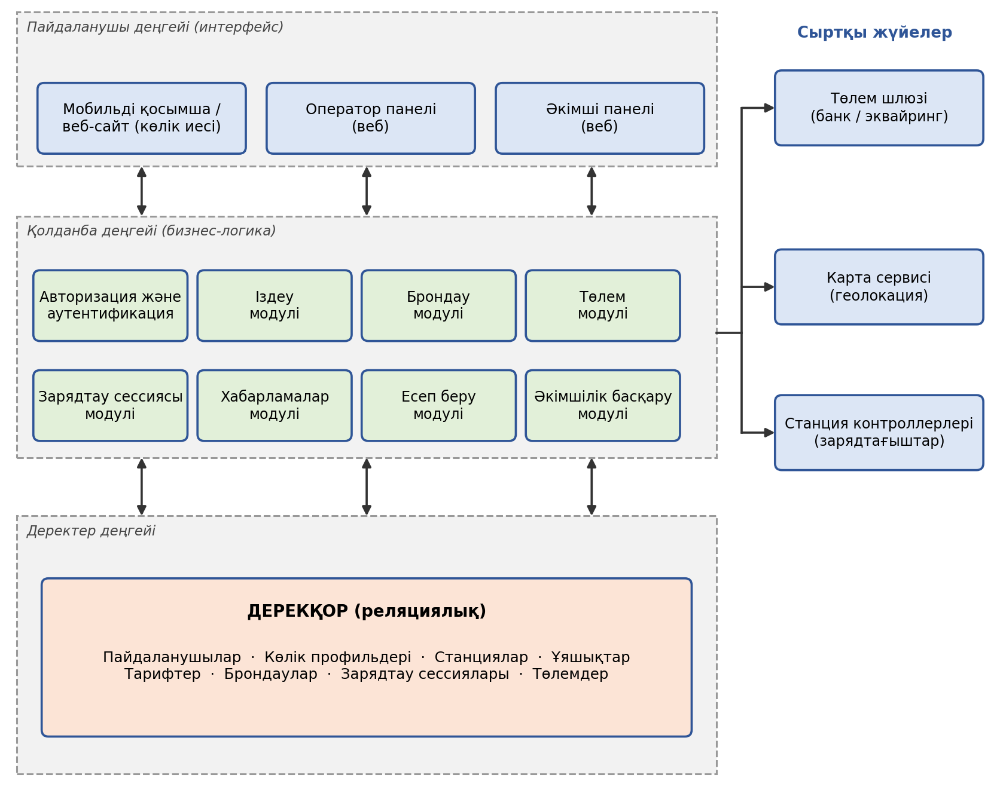 Пайдаланушы деңгейі (интерфейс)
Мобильді қосымша /
веб-сайт (көлік иесі)
Оператор панелі
(веб)
Әкімші панелі
(веб)
Қолданба деңгейі (бизнес-логика)
Авторизация және
аутентификация
Іздеу
модулі
Брондау
модулі
Төлем
модулі
Зарядтау сессиясы
модулі
Хабарламалар
модулі
Есеп беру
модулі
Әкімшілік басқару
модулі
Деректер деңгейі
ДЕРЕКҚОР (реляциялық)
Пайдаланушылар · Көлік профильдері · Станциялар · Ұяшықтар
Тарифтер · Брондаулар · Зарядтау сессиялары · Төлемдер
Сыртқы жүйелер
Төлем шлюзі
(банк / эквайринг)
Карта сервисі
(геолокация)
Станция контроллерлері
(зарядтағыштар)